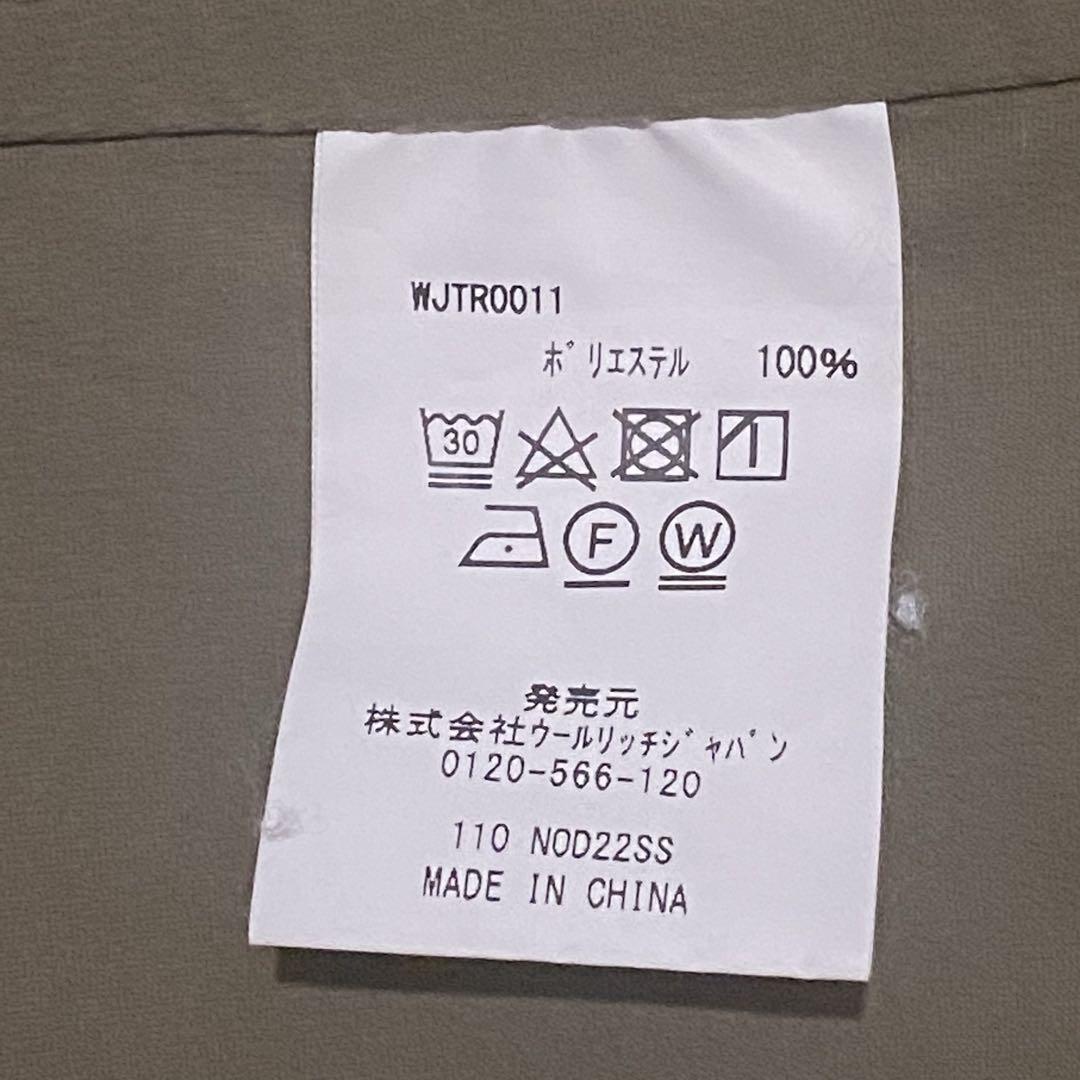 WJTR0011
ﾎﾟﾘｴｽﾃﾙ 100%
30
F W
発売元
株式会社ｳｰﾙﾘｯﾁｼﾞｬﾊﾟﾝ
0120-566-120
110 NOD22SS
MADE IN CHINA